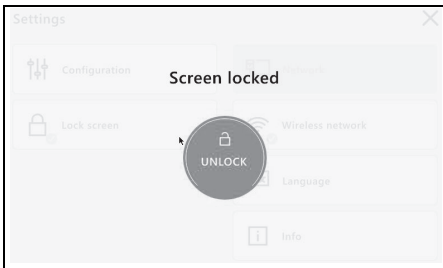 Settings
Configuration
Screen locked
Network
Lock screen
Wireless network
UNLOCK
Language
Info